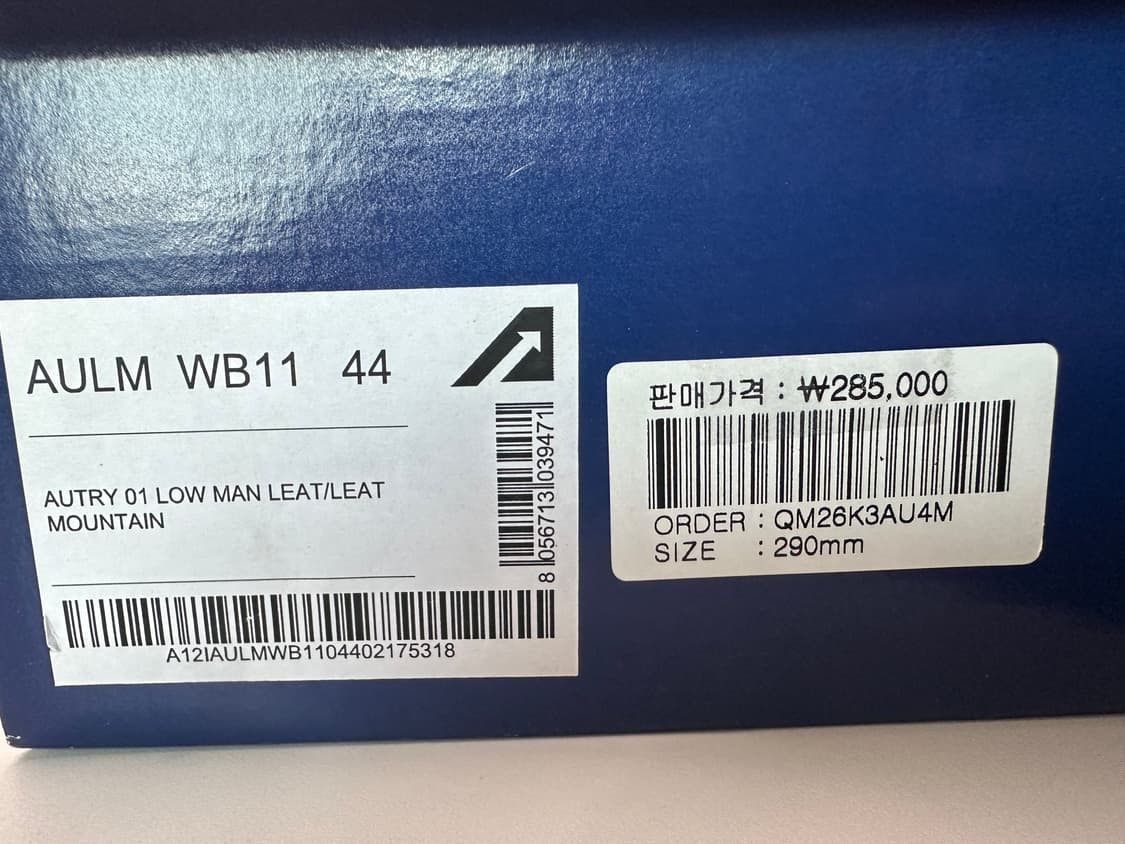 AULM WB11 44
AUTRY 01 LOW MAN LEAT/LEAT
MOUNTAIN
8 056713 039471
A12IAULMWB1104402175318
판매가격 : ₩285,000
ORDER : QM26K3AU4M
SIZE : 290mm